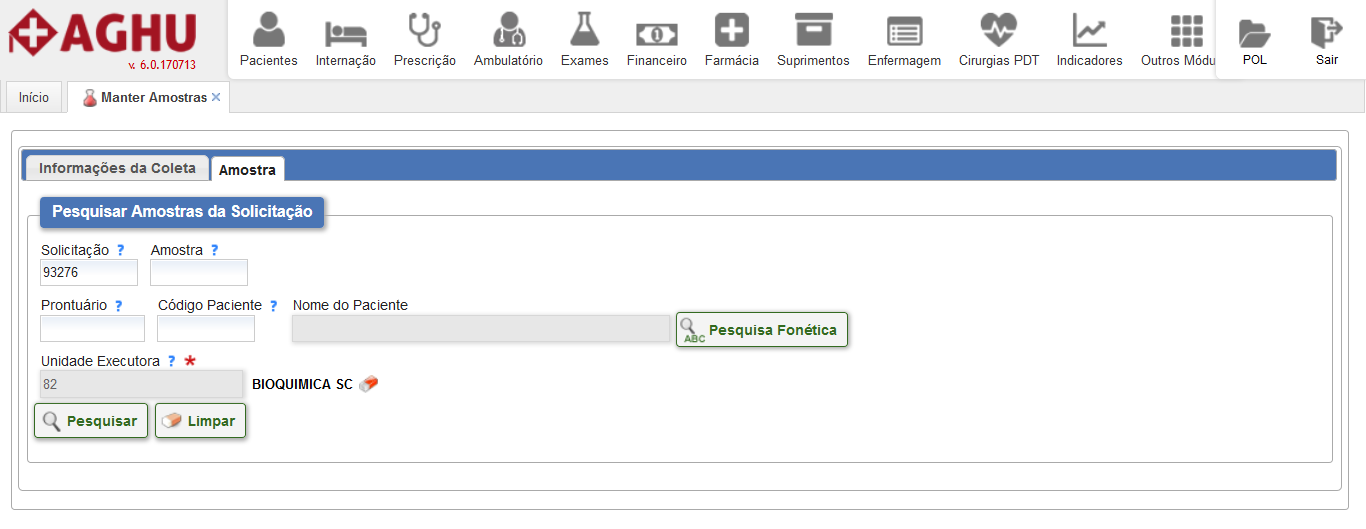 AGHU
v. 6.0.170713
Pacientes Internação Prescrição Ambulatório Exames Financeiro Farmácia Suprimentos Enfermagem Cirurgias PDT Indicadores Outros Módu POL Sair
Início Manter Amostras ×
Informações da Coleta Amostra
Pesquisar Amostras da Solicitação
Solicitação ? Amostra ?
93276
Prontuário ? Código Paciente ? Nome do Paciente
ABC Pesquisa Fonética
Unidade Executora ? *
82 BIOQUIMICA SC
Pesquisar Limpar